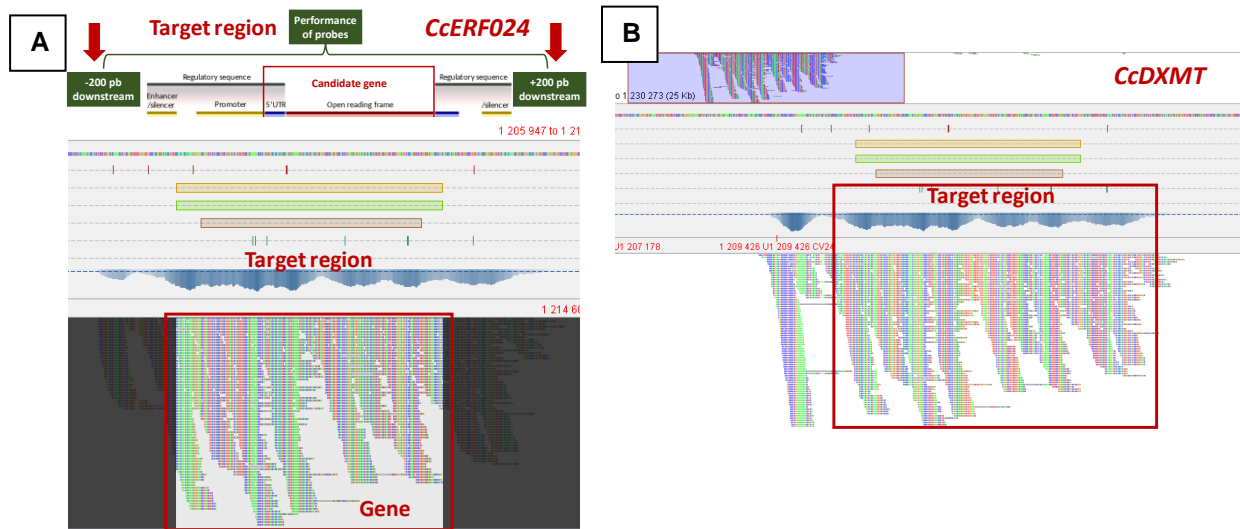 A
Target region
Performance
of probes
CcERF024
-200 pb
downstream
Regulatory sequence
Candidate gene
Regulatory sequence
+200 pb
downstream
Enhancer
/silencer
Promoter
5'UTR
Open reading frame
/silencer
1 205 947 to 1 21
Target region
1 214 60
Gene
B
CcDXMT
o 1 230 273 (25 Kb)
Target region
U1 207 178
1 209 426 U1 209 426 CV24